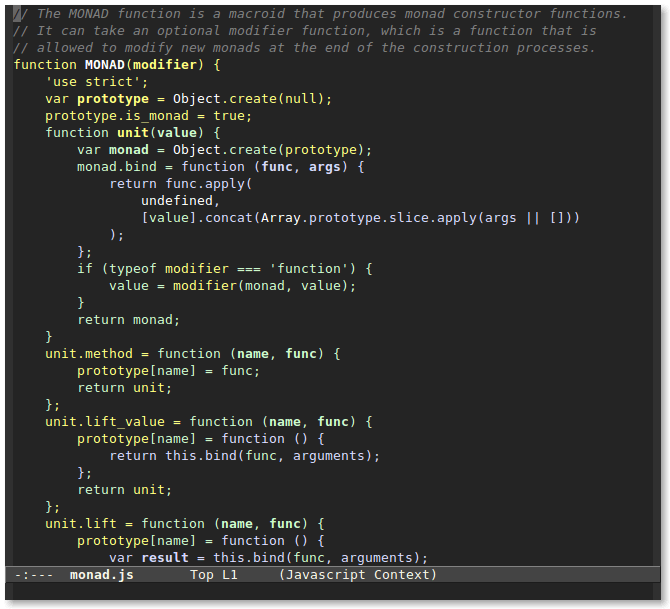 // The MONAD function is a macroid that produces monad constructor functions.
// It can take an optional modifier function, which is a function that is
// allowed to modify new monads at the end of the construction processes.
function MONAD(modifier) {
    'use strict';
    var prototype = Object.create(null);
    prototype.is_monad = true;
    function unit(value) {
        var monad = Object.create(prototype);
        monad.bind = function (func, args) {
            return func.apply(
                undefined,
                [value].concat(Array.prototype.slice.apply(args || []))
            );
        };
        if (typeof modifier === 'function') {
            value = modifier(monad, value);
        }
        return monad;
    }
    unit.method = function (name, func) {
        prototype[name] = func;
        return unit;
    };
    unit.lift_value = function (name, func) {
        prototype[name] = function () {
            return this.bind(func, arguments);
        };
        return unit;
    };
    unit.lift = function (name, func) {
        prototype[name] = function () {
            var result = this.bind(func, arguments);
-:---  monad.js       Top L1     (Javascript Context)